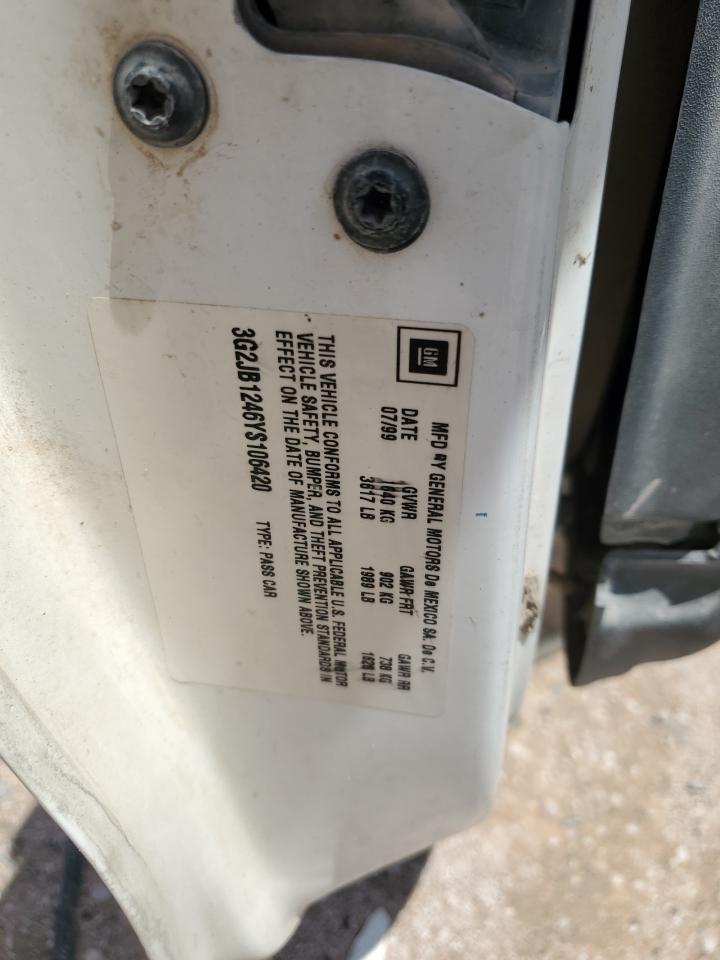 GM
MFD BY GENERAL MOTORS De MEXICO SA. De C.V.
DATE GVWR GAWR FRT GAWR RR
07/99 1640 KG 902 KG 738 KG
3617 LB 1989 LB 1628 LB
THIS VEHICLE CONFORMS TO ALL APPLICABLE U.S. FEDERAL MOTOR
VEHICLE SAFETY, BUMPER, AND THEFT PREVENTION STANDARDS IN
EFFECT ON THE DATE OF MANUFACTURE SHOWN ABOVE.
3G2JB1246YS106420 TYPE: PASS CAR